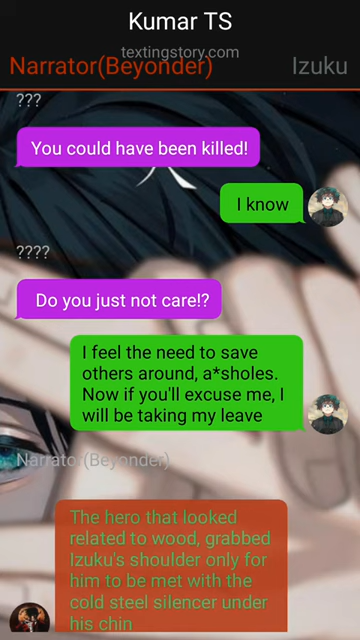 Kumar TS
textingstory.com
Narrator(Beyonder)
Izuku
???
You could have been killed!
I know
????
Do you just not care!?
I feel the need to save
others around, a*sholes.
Now if you'll excuse me, I
will be taking my leave
Narrator(Beyonder)
The hero that looked
related to wood, grabbed
Izuku's shoulder only for
him to be met with the
cold steel silencer under
his chin